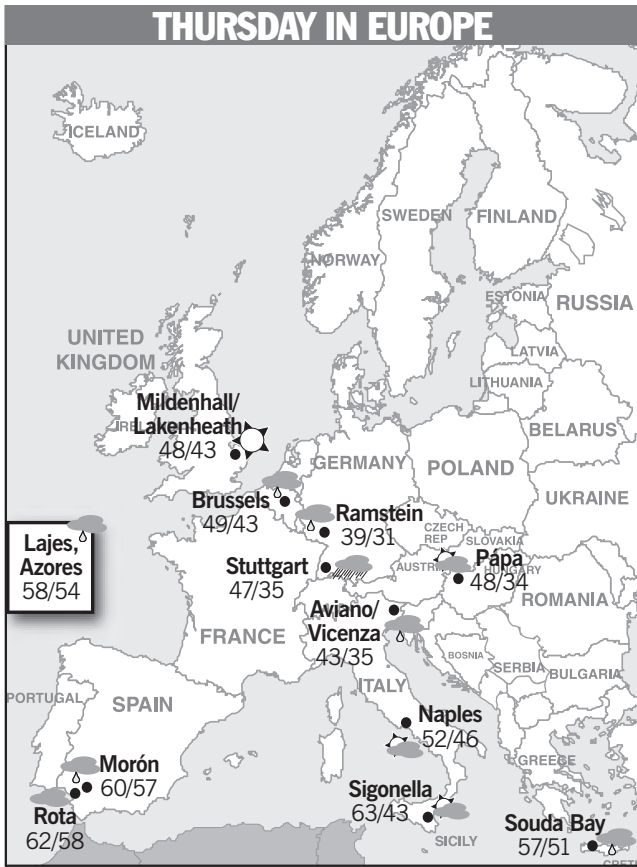 THURSDAY IN EUROPE
ICELAND
SWEDEN
FINLAND
NORWAY
ESTONIA
RUSSIA
UNITED
KINGDOM
LATVIA
LITHUANIA
Mildenhall/
Lakenheath
48/43
BELARUS
GERMANY
POLAND
UKRAINE
Brussels
49/43
Ramstein
39/31
CZECH
REP
SLOVAKIA
Lajes,
Azores
58/54
Stuttgart
47/35
Pápa
48/34
HUNGARY
ROMANIA
Aviano/
Vicenza
43/35
FRANCE
BOSNIA
SERBIA
BULGARIA
ITALY
PORTUGAL
SPAIN
Naples
52/46
GREECE
Morón
60/57
Rota
62/58
Sigonella
63/43
SICILY
Souda Bay
57/51